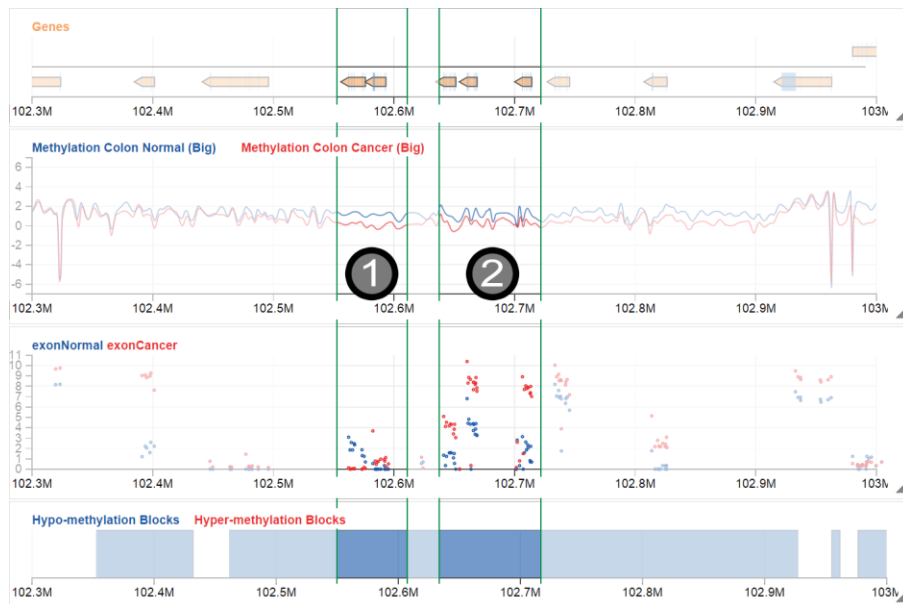 Genes
102.3M 102.4M 102.5M 102.6M 102.7M 102.8M 102.9M 103M
Methylation Colon Normal (Big) Methylation Colon Cancer (Big)
6
4
2
0
-2
-4
-6
1 2
102.3M 102.4M 102.5M 102.6M 102.7M 102.8M 102.9M 103M
exonNormal exonCancer
11
10
9
8
7
6
5
4
3
2
1
0
102.3M 102.4M 102.5M 102.6M 102.7M 102.8M 102.9M 103M
Hypo-methylation Blocks Hyper-methylation Blocks
102.3M 102.4M 102.5M 102.6M 102.7M 102.8M 102.9M 103M